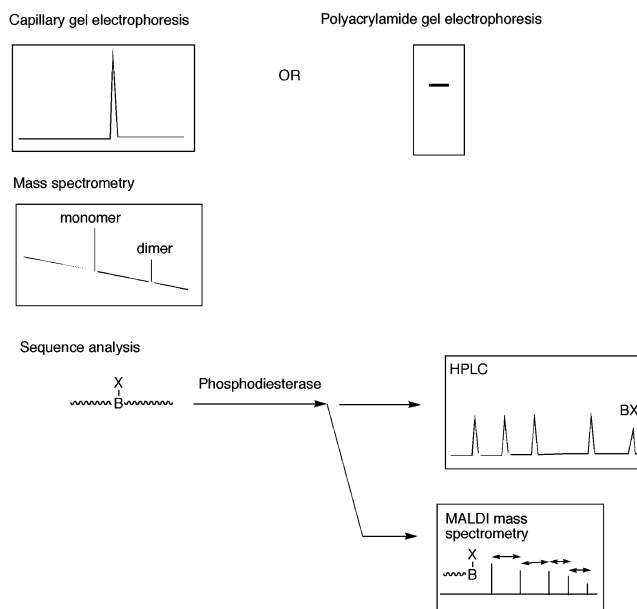 Capillary gel electrophoresis
Polyacrylamide gel electrophoresis
OR
Mass spectrometry
monomer
dimer
Sequence analysis
X
B
Phosphodiesterase
HPLC
BX
MALDI mass
spectrometry
X
B